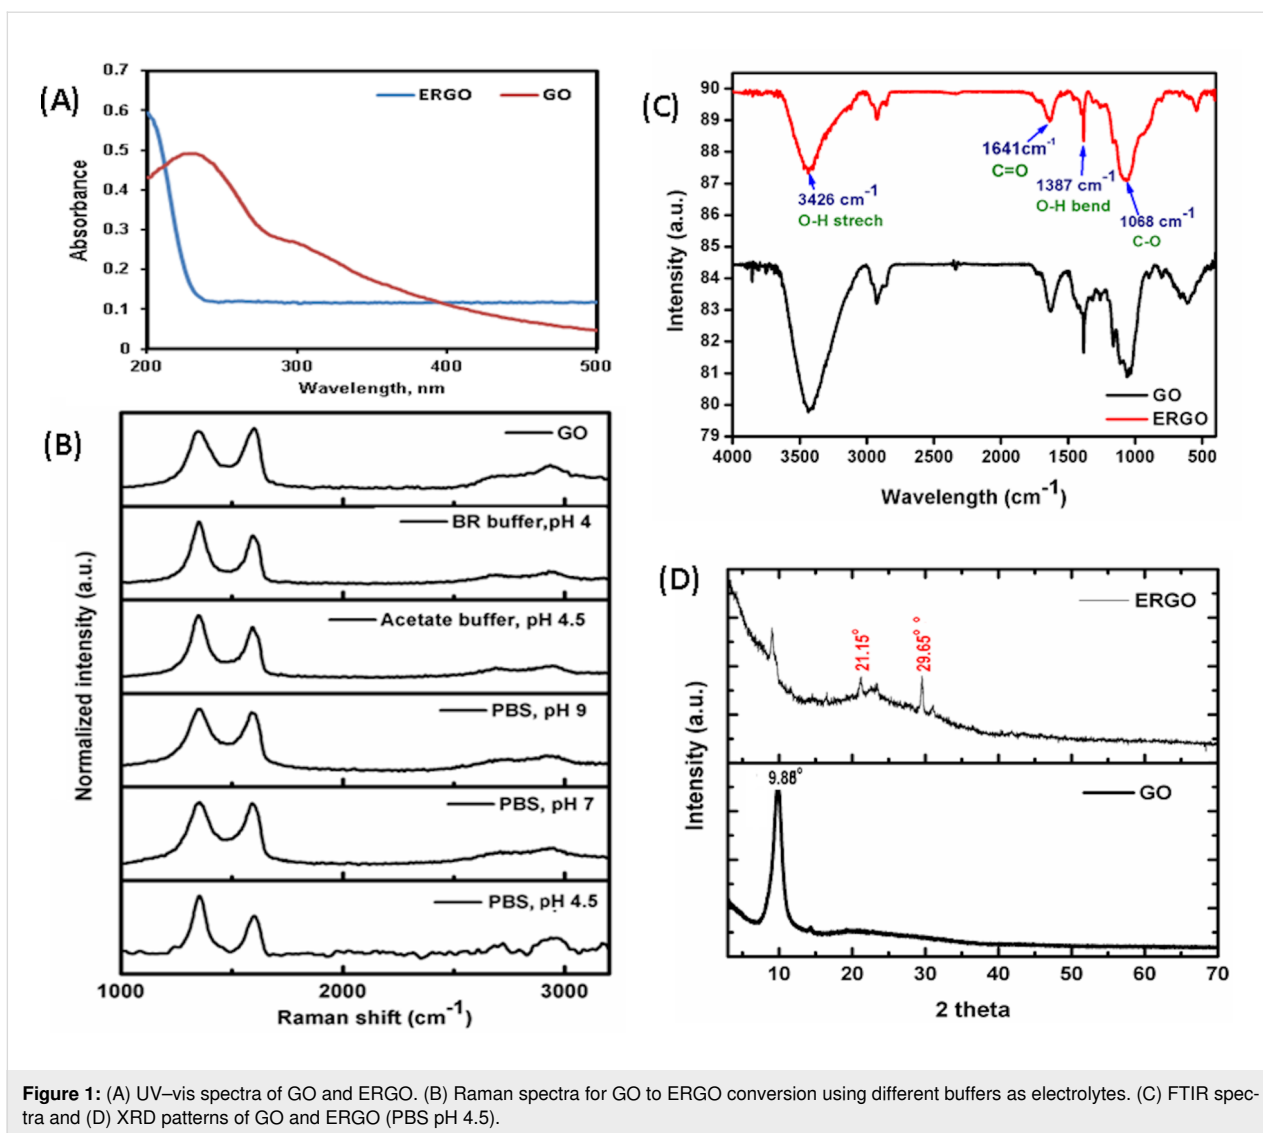 (A)
0.7
0.6
0.5
0.4
0.3
0.2
0.1
0
Absorbance
ERGO GO
200 300 400 500
Wavelength, nm
(B)
Normalized intensity (a.u.)
GO
BR buffer,pH 4
Acetate buffer, pH 4.5
PBS, pH 9
PBS, pH 7
PBS, pH 4.5
1000 2000 3000
Raman shift (cm-1)
(C)
90
89
88
87
86
85
84
83
82
81
80
79
Intensity (a.u.)
1641cm-1
C=O
3426 cm-1
O-H strech
1387 cm-1
O-H bend
1068 cm-1
C-O
GO
ERGO
4000 3500 3000 2500 2000 1500 1000 500
Wavelength (cm-1)
(D)
Intensity (a.u.)
ERGO
21.15°
29.65° °
9.88°
GO
10 20 30 40 50 60 70
2 theta
Figure 1: (A) UV–vis spectra of GO and ERGO. (B) Raman spectra for GO to ERGO conversion using different buffers as electrolytes. (C) FTIR spec-
tra and (D) XRD patterns of GO and ERGO (PBS pH 4.5).